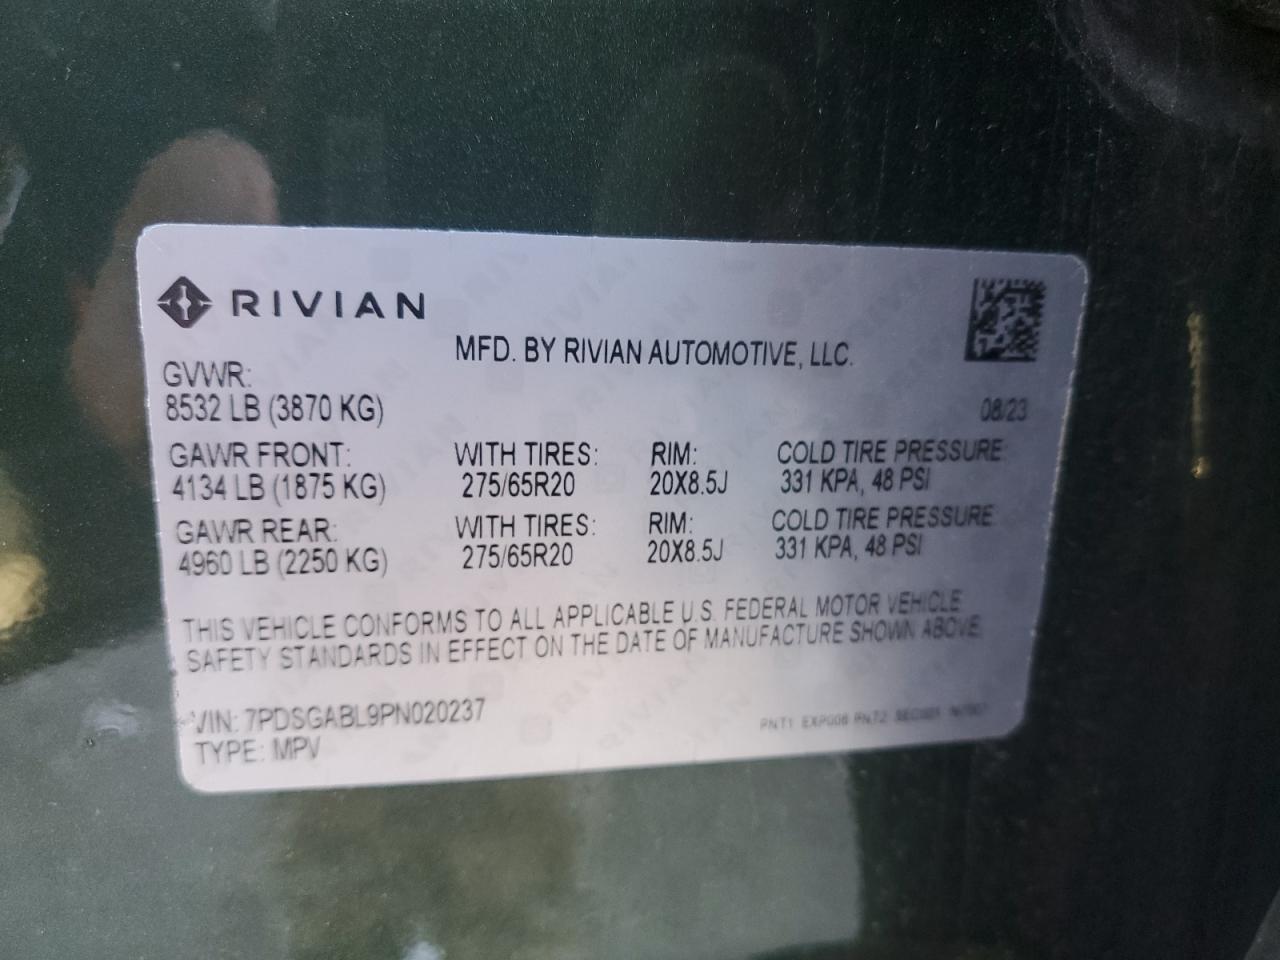 RIVIAN
MFD. BY RIVIAN AUTOMOTIVE, LLC.
GVWR:
8532 LB (3870 KG)
08/23
GAWR FRONT: WITH TIRES: RIM: COLD TIRE PRESSURE:
4134 LB (1875 KG) 275/65R20 20X8.5J 331 KPA, 48 PSI
GAWR REAR: WITH TIRES: RIM: COLD TIRE PRESSURE:
4960 LB (2250 KG) 275/65R20 20X8.5J 331 KPA, 48 PSI
THIS VEHICLE CONFORMS TO ALL APPLICABLE U.S. FEDERAL MOTOR VEHICLE
SAFETY STANDARDS IN EFFECT ON THE DATE OF MANUFACTURE SHOWN ABOVE.
VIN: 7PDSGABL9PN020237
TYPE: MPV
PNT1 EXP006 PNT2